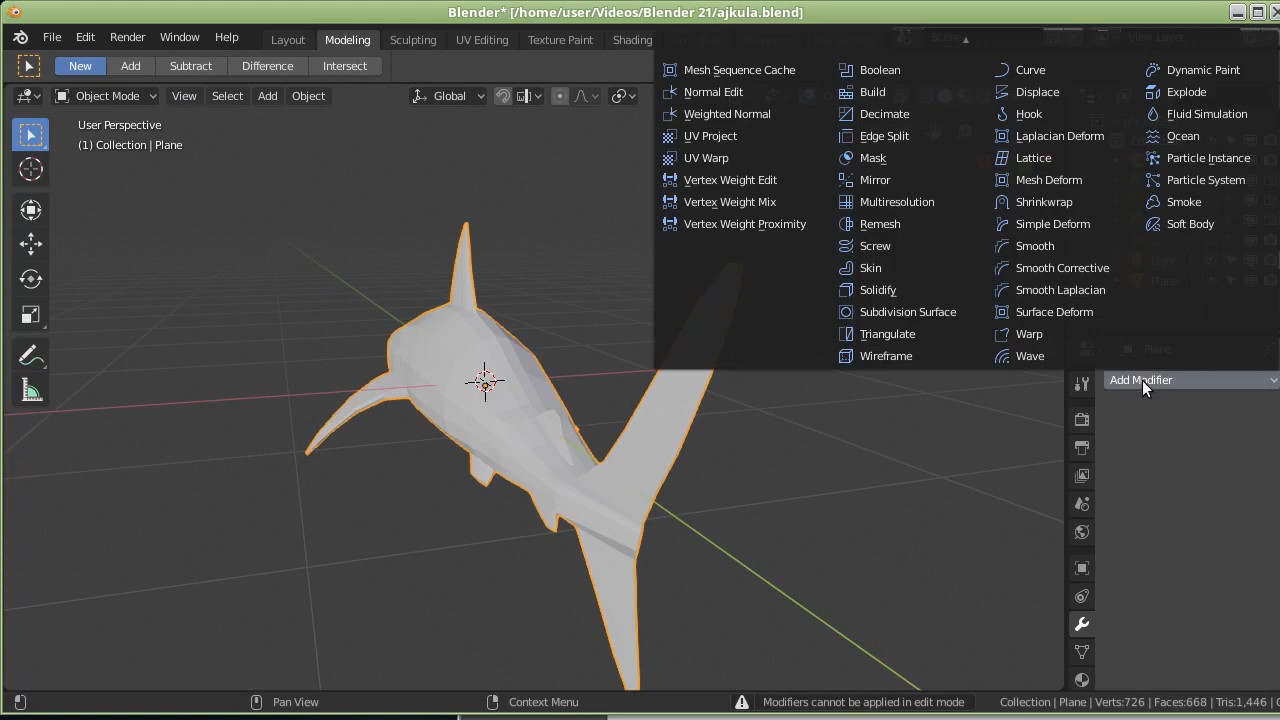 Blender* [/home/user/Videos/Blender 21/ajkula.blend]
File Edit Render Window Help Layout Modeling Sculpting UV Editing Texture Paint Shading
New Add Subtract Difference Intersect
Object Mode View Select Add Object Global
User Perspective
(1) Collection | Plane
Mesh Sequence Cache Boolean Curve Dynamic Paint
Normal Edit Build Displace Explode
Weighted Normal Decimate Hook Fluid Simulation
UV Project Edge Split Laplacian Deform Ocean
UV Warp Mask Lattice Particle Instance
Vertex Weight Edit Mirror Mesh Deform Particle System
Vertex Weight Mix Multiresolution Shrinkwrap Smoke
Vertex Weight Proximity Remesh Simple Deform Soft Body
Screw Smooth
Skin Smooth Corrective
Solidify Smooth Laplacian
Subdivision Surface Surface Deform
Triangulate Warp
Wireframe Wave
Plane
Add Modifier
Pan View Context Menu Modifiers cannot be applied in edit mode Collection | Plane | Verts:726 | Faces:668 | Tris:1,446 |